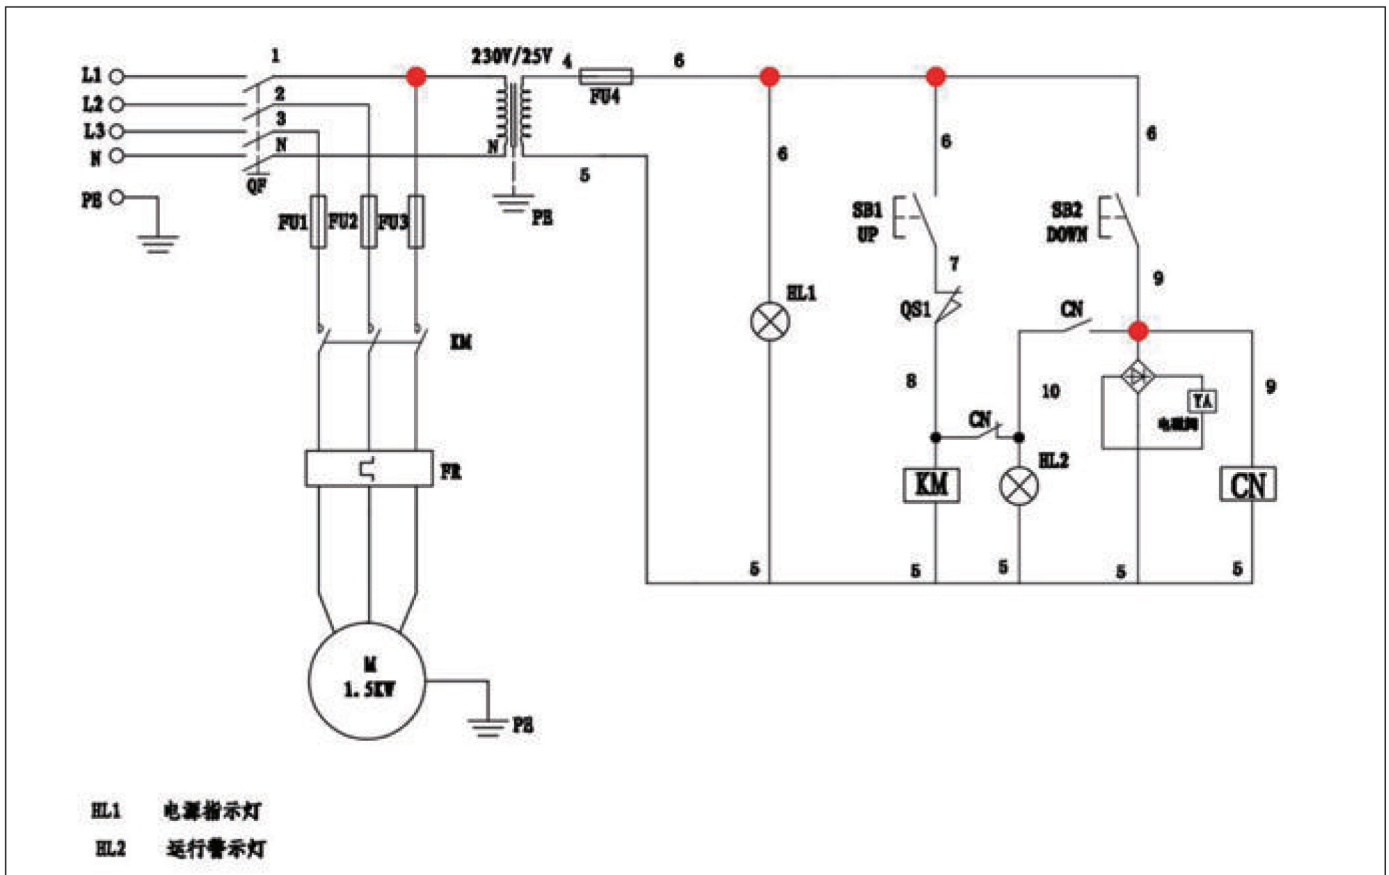 1
230V/25V
4
6
L1
2
FU4
L2
3
L3
N
N
N
5
6
6
6
QF
PE
PE
FU1
FU2
FU3
SB1
UP
SB2
DOWN
7
9
HL1
QS1
CN
KM
8
10
9
YA
CN
电磁阀
HL2
FR
KM
CN
5
5
5
5
5
M
1.5KW
PE
HL1 电源指示灯
HL2 运行警示灯